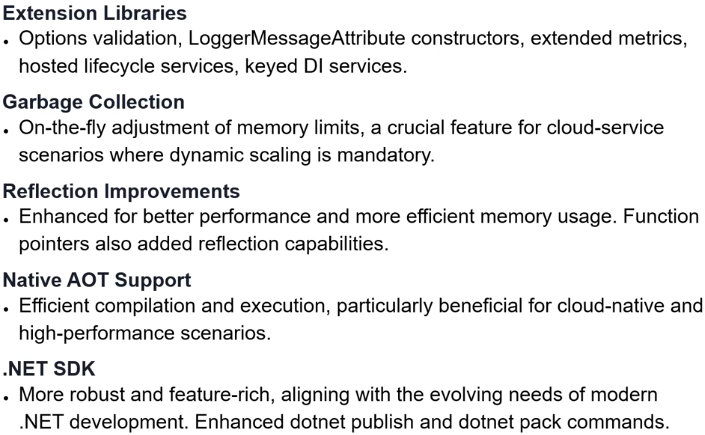 Extension Libraries
• Options validation, LoggerMessageAttribute constructors, extended metrics,
hosted lifecycle services, keyed DI services.
Garbage Collection
• On-the-fly adjustment of memory limits, a crucial feature for cloud-service
scenarios where dynamic scaling is mandatory.
Reflection Improvements
• Enhanced for better performance and more efficient memory usage. Function
pointers also added reflection capabilities.
Native AOT Support
• Efficient compilation and execution, particularly beneficial for cloud-native and
high-performance scenarios.
.NET SDK
• More robust and feature-rich, aligning with the evolving needs of modern
.NET development. Enhanced dotnet publish and dotnet pack commands.